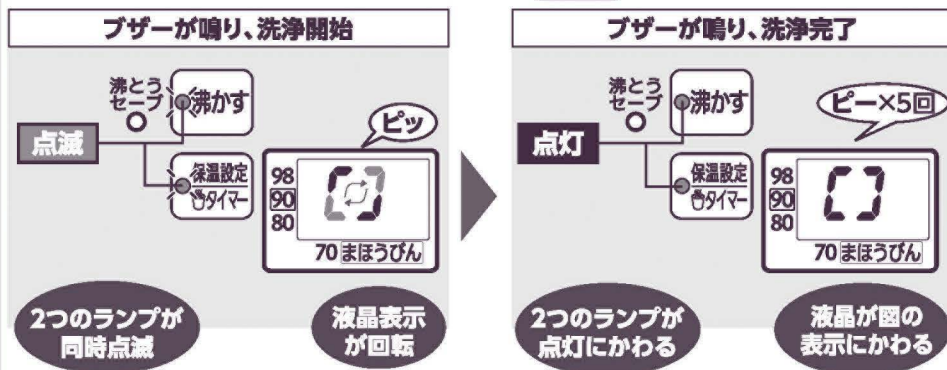 ブザーが鳴り、洗浄開始
沸とう
セーブ
沸かす
点滅
ピッ
保温設定
タイマー
98
90
80
70 まほうびん
2つのランプが
同時点滅
液晶表示
が回転
ブザーが鳴り、洗浄完了
沸とう
セーブ
沸かす
点灯
ピー×5回
保温設定
タイマー
98
90
80
70 まほうびん
2つのランプが
点灯にかわる
液晶が図の
表示にかわる